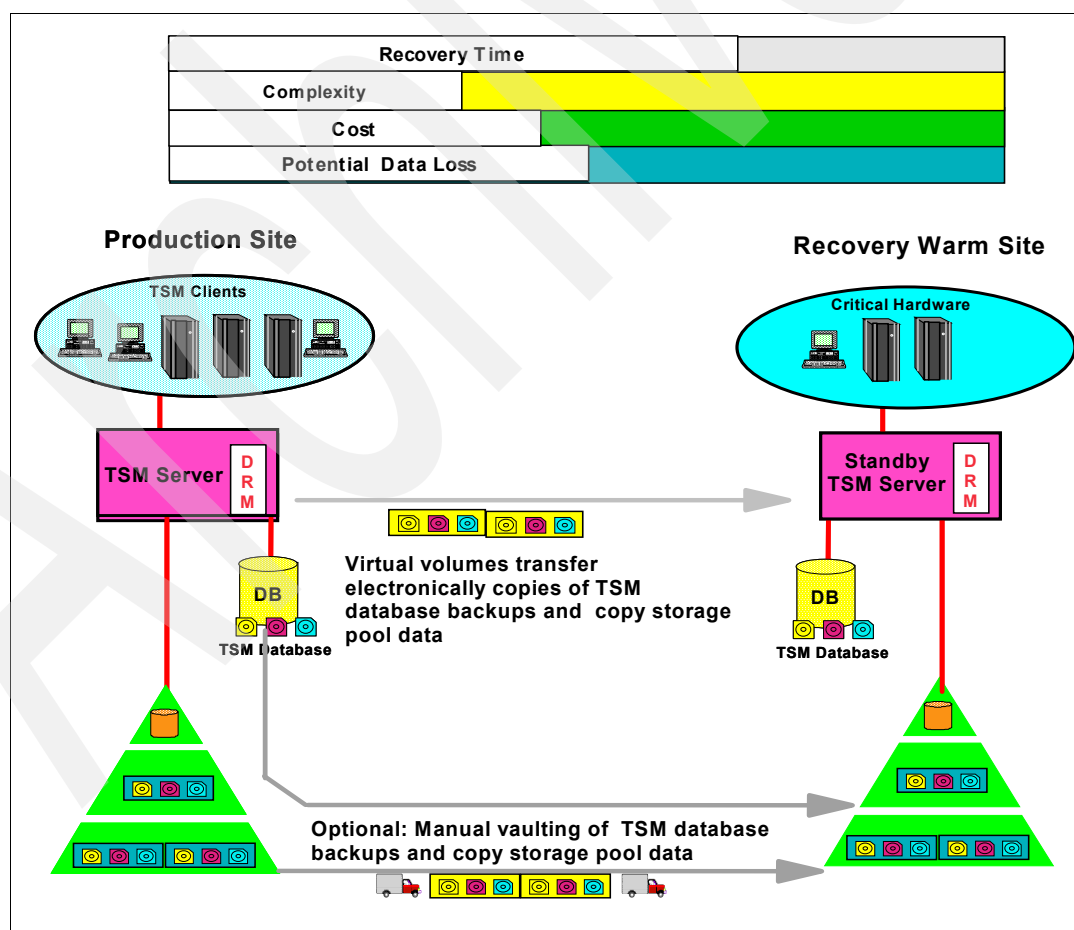 Recovery Time
Complexity
Cost
Potential Data Loss
Production Site
Recovery Warm Site
TSM Clients
Critical Hardware
TSM Server
D
R
M
Standby
TSM Server
D
R
M
Virtual volumes transfer
electronically copies of TSM
database backups and copy storage
pool data
DB
TSM Database
DB
TSM Database
Optional: Manual vaulting of TSM database
backups and copy storage pool data